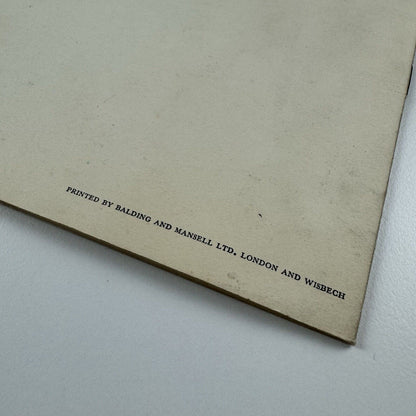 PRINTED BY BALDING AND MANSELL LTD. LONDON AND WISBECH